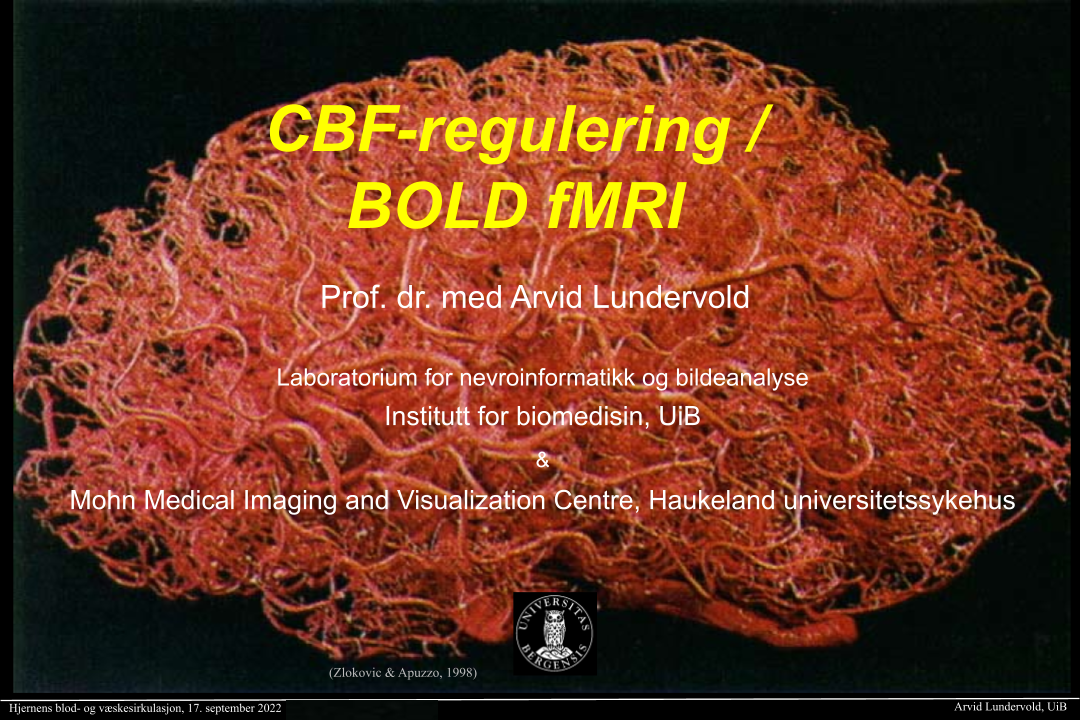 CBF-regulering /
BOLD fMRI
Prof. dr. med Arvid Lundervold
Laboratorium for nevroinformatikk og bildeanalyse
Institutt for biomedisin, UiB
&
Mohn Medical Imaging and Visualization Centre, Haukeland universitetssykehus
UNIVERSITAS
BERGENSIS
(Zlokovic & Apuzzo, 1998)
Hjernens blod- og væskesirkulasjon, 17. september 2022
Arvid Lundervold, UiB